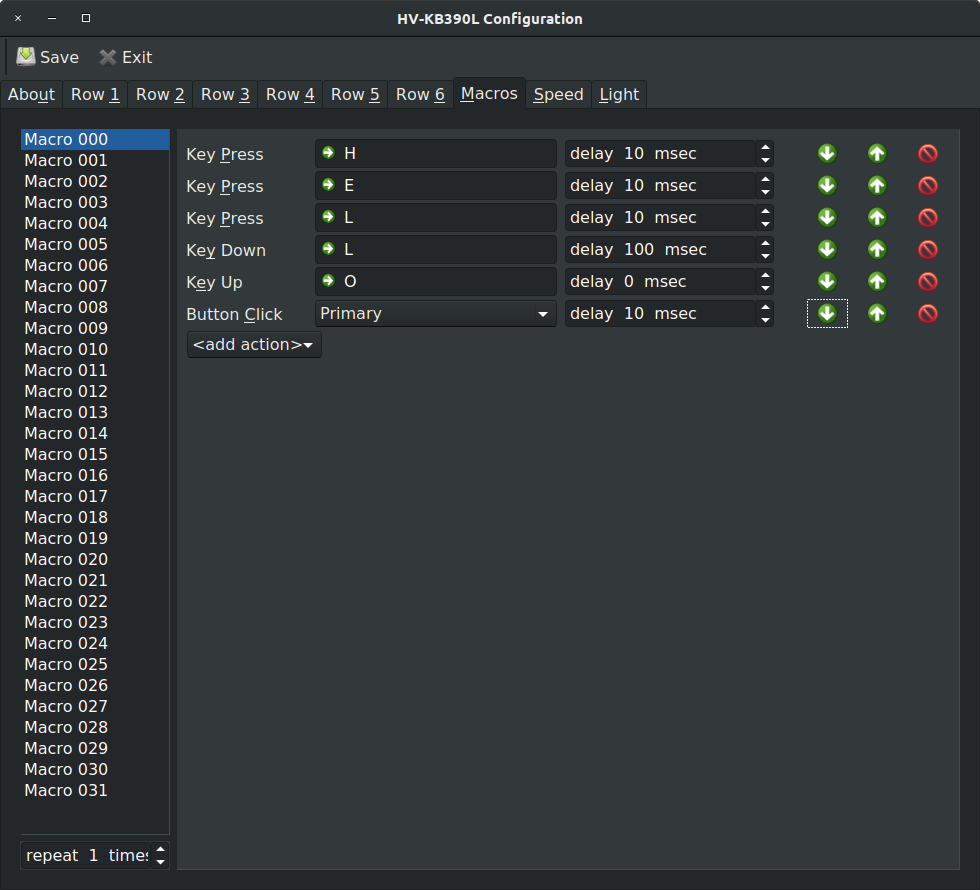 HV-KB390L Configuration
Save Exit
About Row 1 Row 2 Row 3 Row 4 Row 5 Row 6 Macros Speed Light
Macro 000
Macro 001
Macro 002
Macro 003
Macro 004
Macro 005
Macro 006
Macro 007
Macro 008
Macro 009
Macro 010
Macro 011
Macro 012
Macro 013
Macro 014
Macro 015
Macro 016
Macro 017
Macro 018
Macro 019
Macro 020
Macro 021
Macro 022
Macro 023
Macro 024
Macro 025
Macro 026
Macro 027
Macro 028
Macro 029
Macro 030
Macro 031
repeat 1 times
Key Press H delay 10 msec
Key Press E delay 10 msec
Key Press L delay 10 msec
Key Down L delay 100 msec
Key Up O delay 0 msec
Button Click Primary delay 10 msec
<add action>